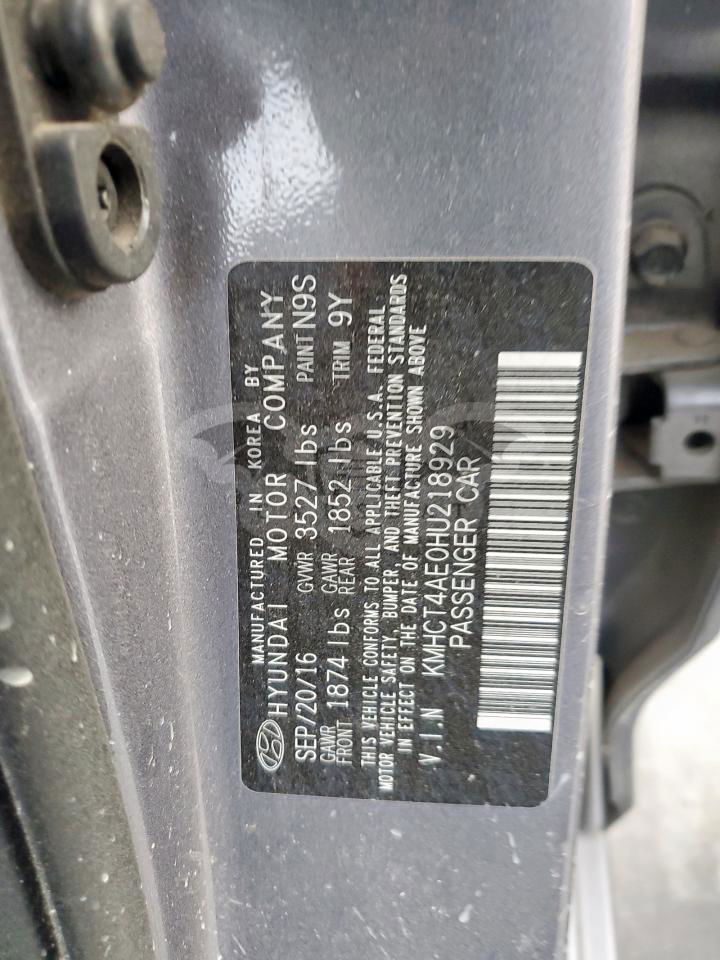 MANUFACTURED IN KOREA BY
HYUNDAI MOTOR COMPANY
SEP/20/16 GVWR 3527 lbs PAINT N9S
GAWR FRONT 1874 lbs GAWR REAR 1852 lbs TRIM 9Y
THIS VEHICLE CONFORMS TO ALL APPLICABLE U.S.A. FEDERAL
MOTOR VEHICLE SAFETY, BUMPER, AND THEFT PREVENTION STANDARDS
IN EFFECT ON THE DATE OF MANUFACTURE SHOWN ABOVE
V.I.N KMHCT4AE0HU218929
PASSENGER CAR